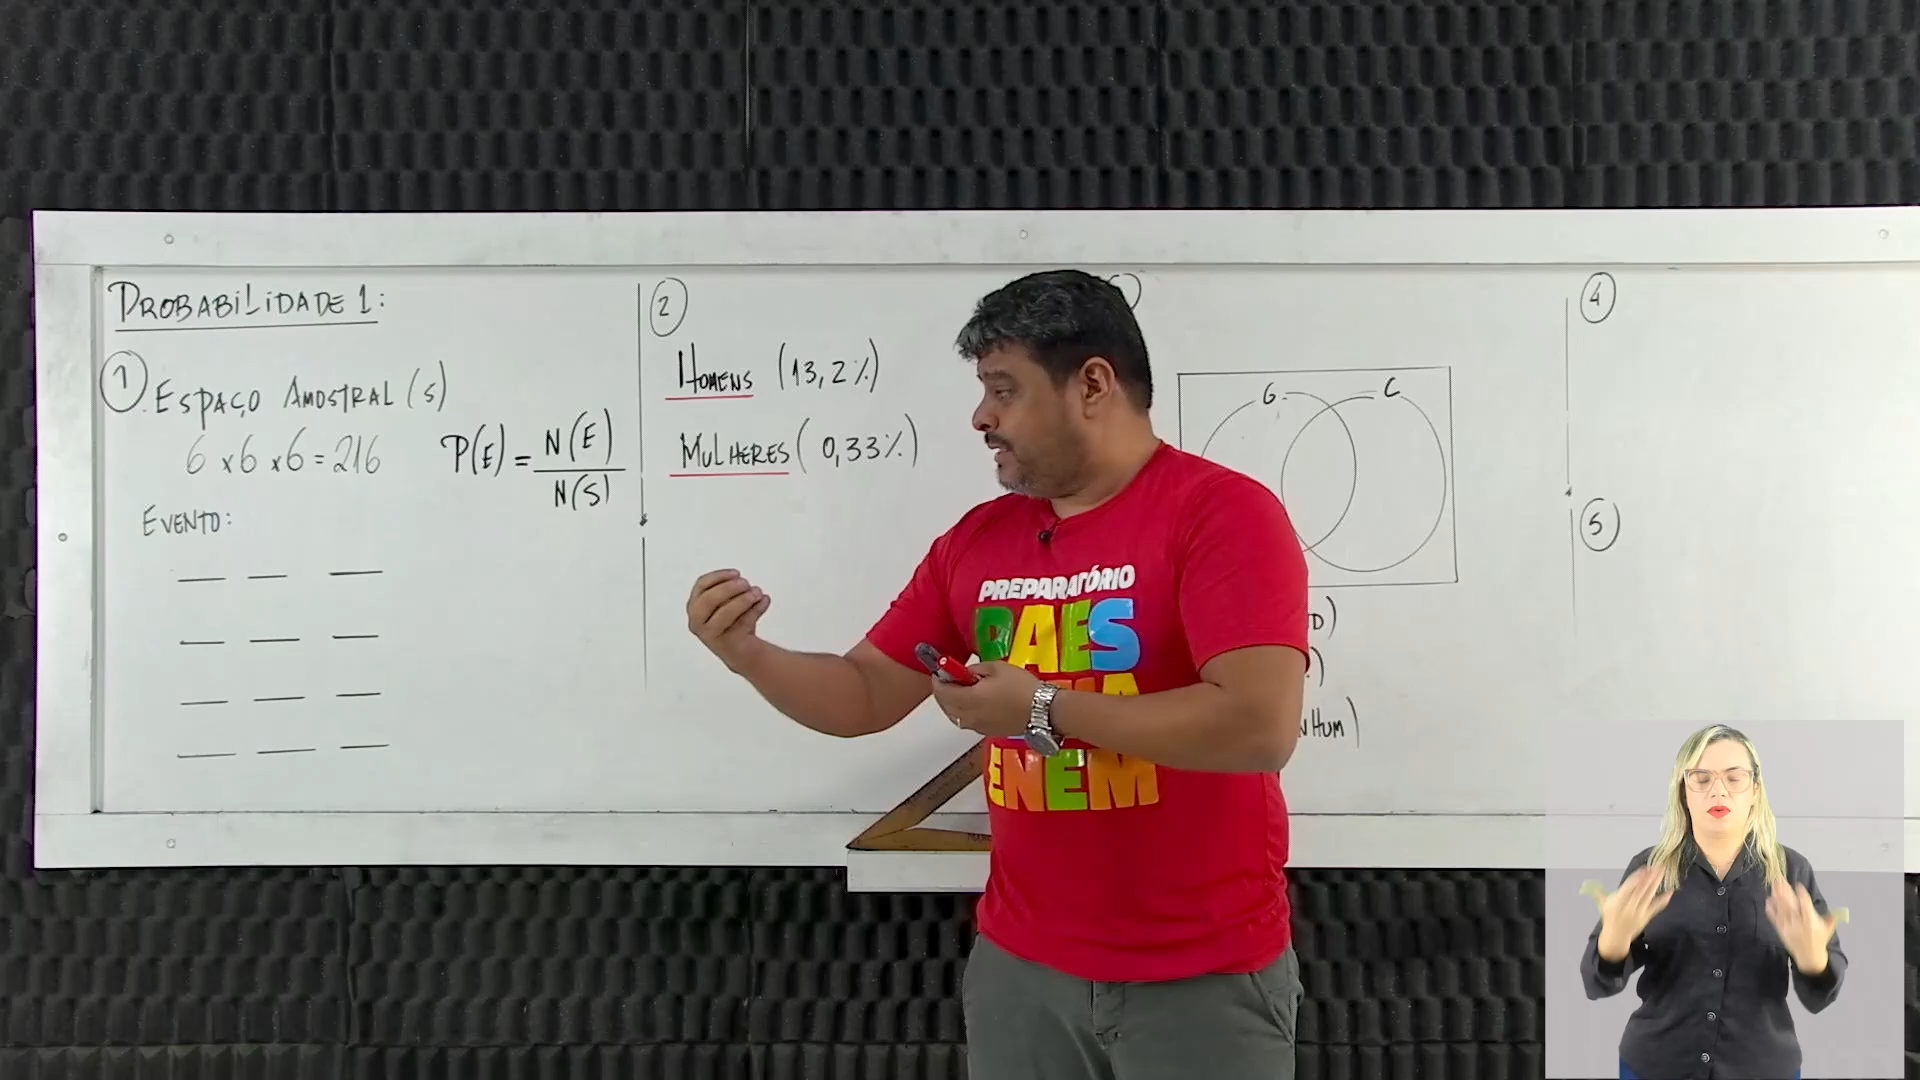 PROBABILIDADE 1:
1
ESPAÇO AMOSTRAL (S)
6 x 6 x 6 = 216
P(E) = N(E)
N(S)
EVENTO:
2
HOMENS (13,2%)
MULHERES (0,33%)
G C
4
5
PREPARATÓRIO
PAES
ENEM